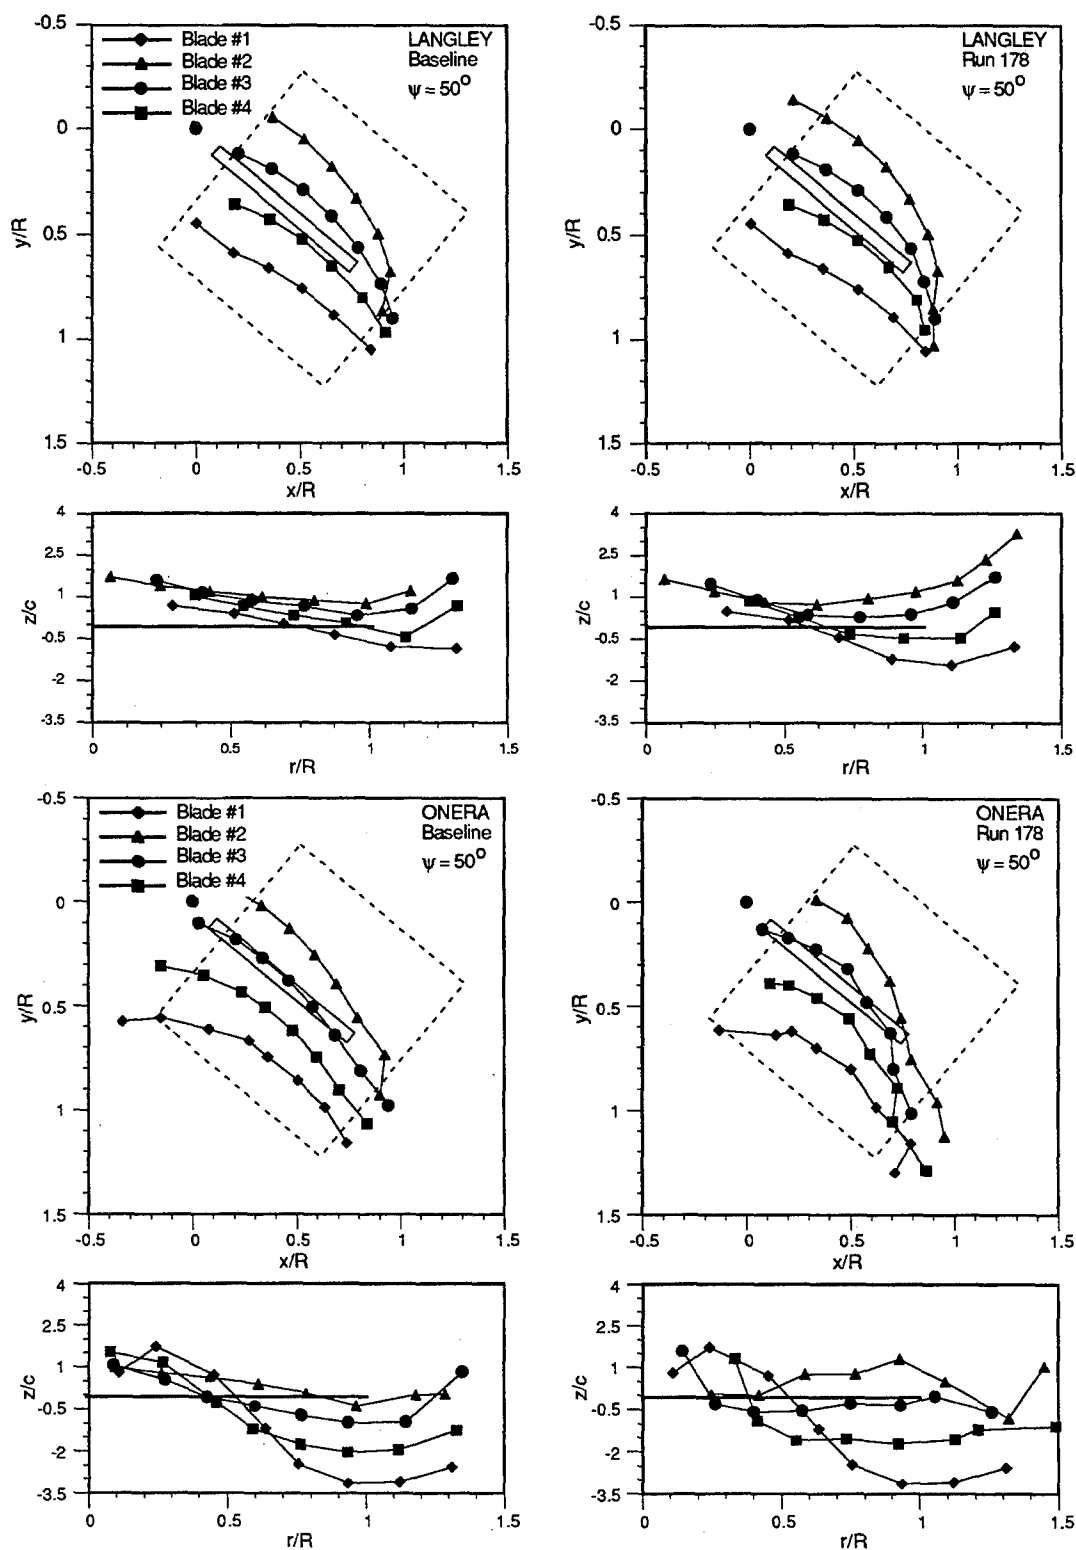 -0.5
0
0.5
1
1.5
y/R
Blade #1
Blade #2
Blade #3
Blade #4
LANGLEY
Baseline
ψ = 50°
-0.5 0 0.5 1 1.5
x/R
-0.5
0
0.5
1
1.5
y/R
LANGLEY
Run 178
ψ = 50°
-0.5 0 0.5 1 1.5
x/R
4
2.5
1
-0.5
-2
-3.5
z/c
0 0.5 1 1.5
r/R
4
2.5
1
-0.5
-2
-3.5
z/c
0 0.5 1 1.5
r/R
-0.5
0
0.5
1
1.5
y/R
Blade #1
Blade #2
Blade #3
Blade #4
ONERA
Baseline
ψ = 50°
-0.5 0 0.5 1 1.5
x/R
-0.5
0
0.5
1
1.5
y/R
ONERA
Run 178
ψ = 50°
-0.5 0 0.5 1 1.5
x/R
4
2.5
1
-0.5
-2
-3.5
z/c
0 0.5 1 1.5
r/R
4
2.5
1
-0.5
-2
-3.5
z/c
0 0.5 1 1.5
r/R